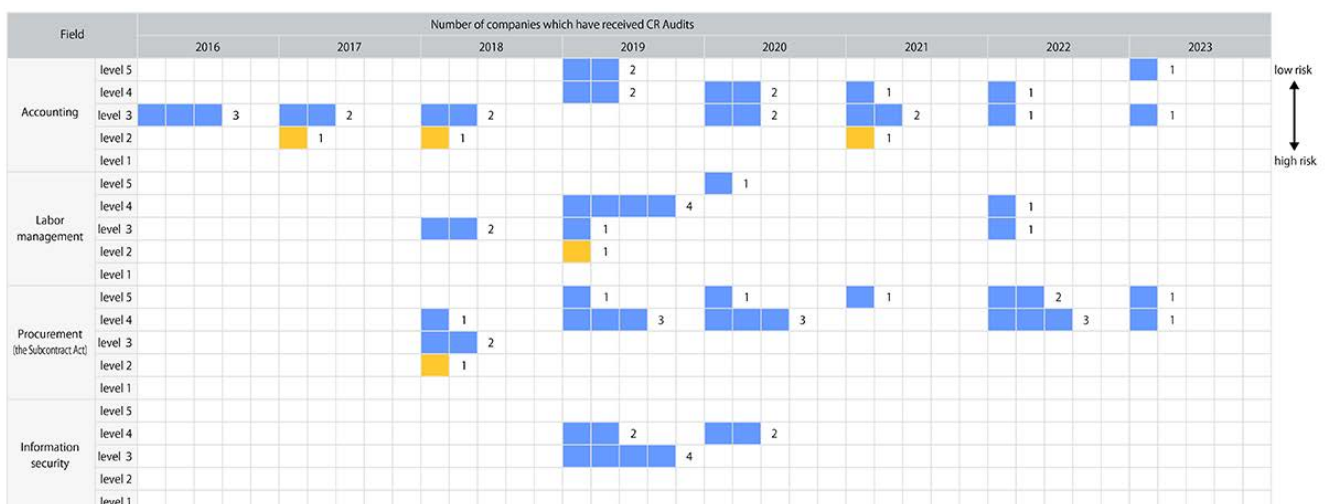 Field
Number of companies which have received CR Audits
2016 2017 2018 2019 2020 2021 2022 2023
Accounting
level 5 2 1
level 4 2 2 1 1
level 3 3 2 2 2 2 1 1
level 2 1 1 1
level 1
low risk
high risk
Labor
management
level 5 1
level 4 4 1
level 3 2 1 1
level 2 1
level 1
Procurement
(the Subcontract Act)
level 5 1 1 1 2 1
level 4 1 3 3 3 1
level 3 2
level 2 1
level 1
Information
security
level 5
level 4 2 2
level 3 4
level 2
level 1